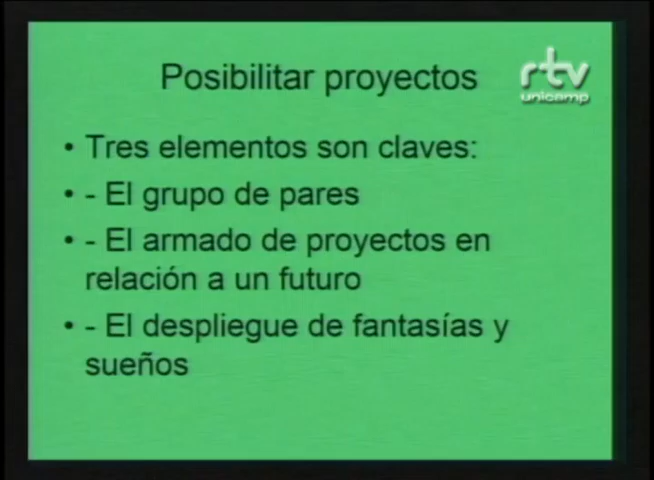 Posibilitar proyectos
rtv
unicamp
• Tres elementos son claves:
• - El grupo de pares
• - El armado de proyectos en
relación a un futuro
• - El despliegue de fantasías y
sueños